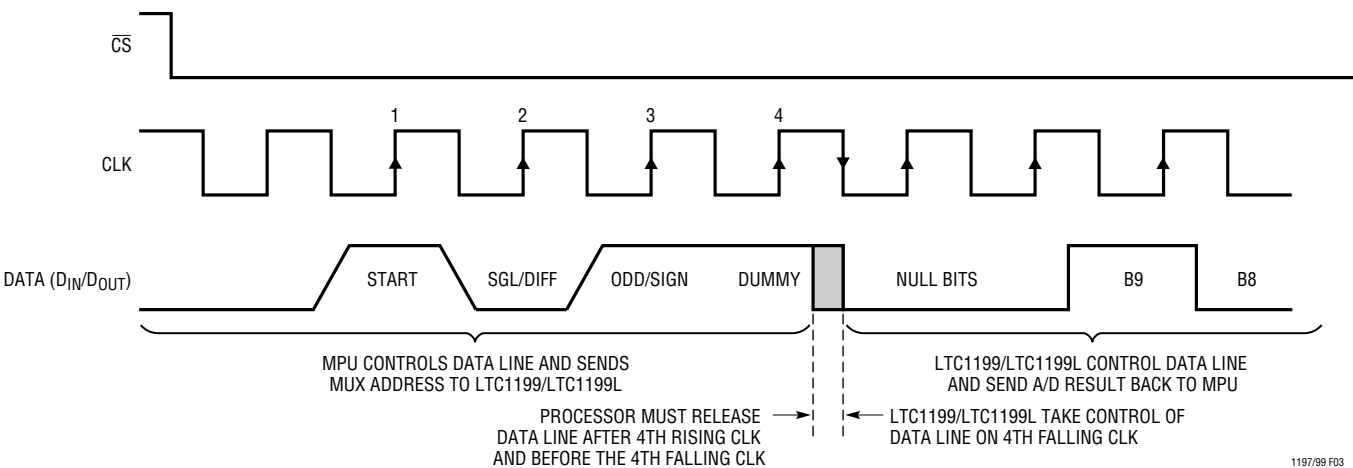 CS
1 2 3 4
CLK
DATA (DIN/DOUT)
START SGL/DIFF ODD/SIGN DUMMY NULL BITS B9 B8
MPU CONTROLS DATA LINE AND SENDS
MUX ADDRESS TO LTC1199/LTC1199L
LTC1199/LTC1199L CONTROL DATA LINE
AND SEND A/D RESULT BACK TO MPU
PROCESSOR MUST RELEASE
DATA LINE AFTER 4TH RISING CLK
AND BEFORE THE 4TH FALLING CLK
LTC1199/LTC1199L TAKE CONTROL OF
DATA LINE ON 4TH FALLING CLK
1197/99 F03